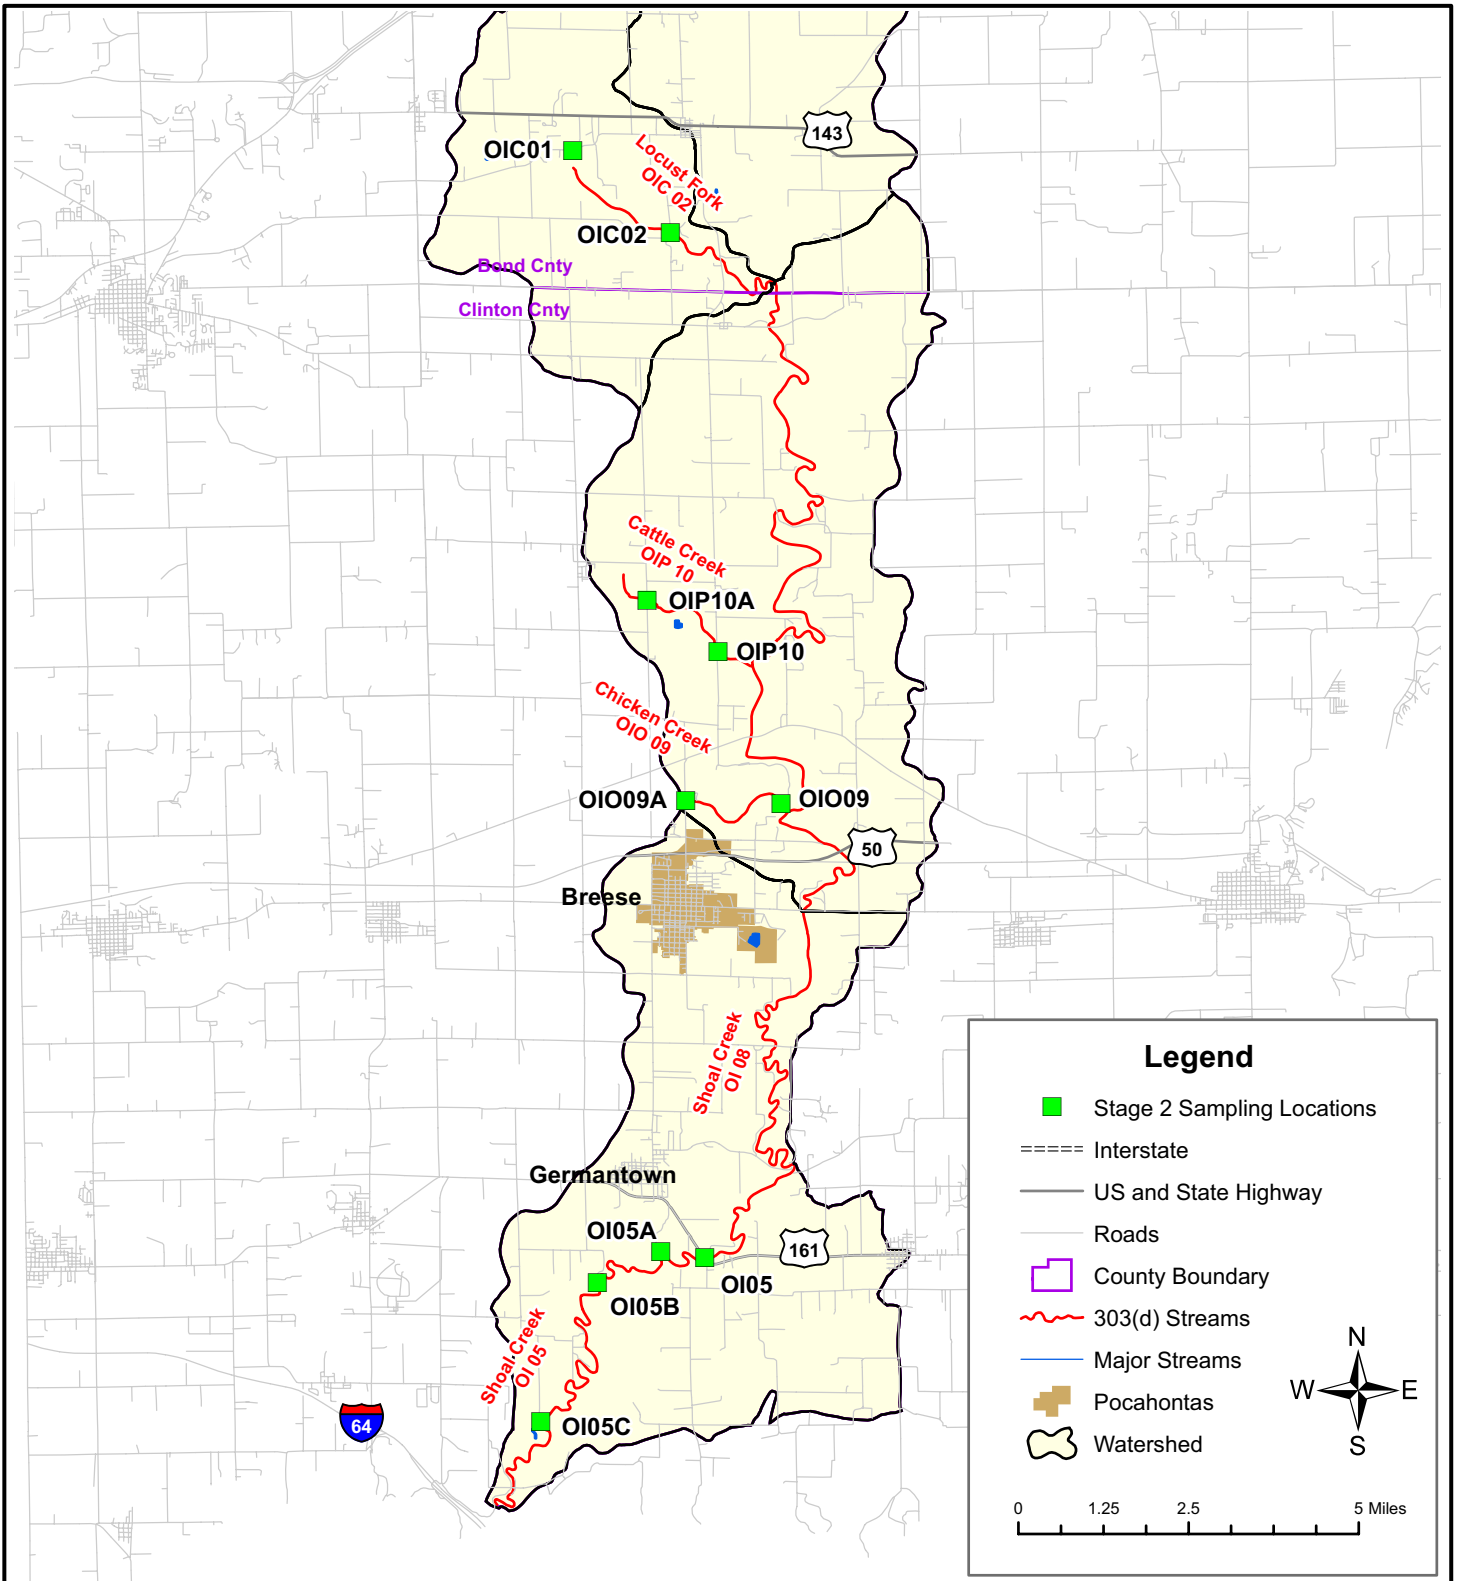 143
OIC01
Locust Fork
OIC 02
OIC02
Bond Cnty
Clinton Cnty
Cattle Creek
OIP 10
OIP10A
OIP10
Chicken Creek
OIO 09
OIO09A
OIO09
50
Breese
Shoal Creek
OI 08
Germantown
OI05A
161
OI05
OI05B
Shoal Creek
OI 05
OI05C
64
Legend
Stage 2 Sampling Locations
Interstate
US and State Highway
Roads
County Boundary
303(d) Streams
Major Streams
Pocahontas
Watershed
N
W E
S
0 1.25 2.5 5 Miles